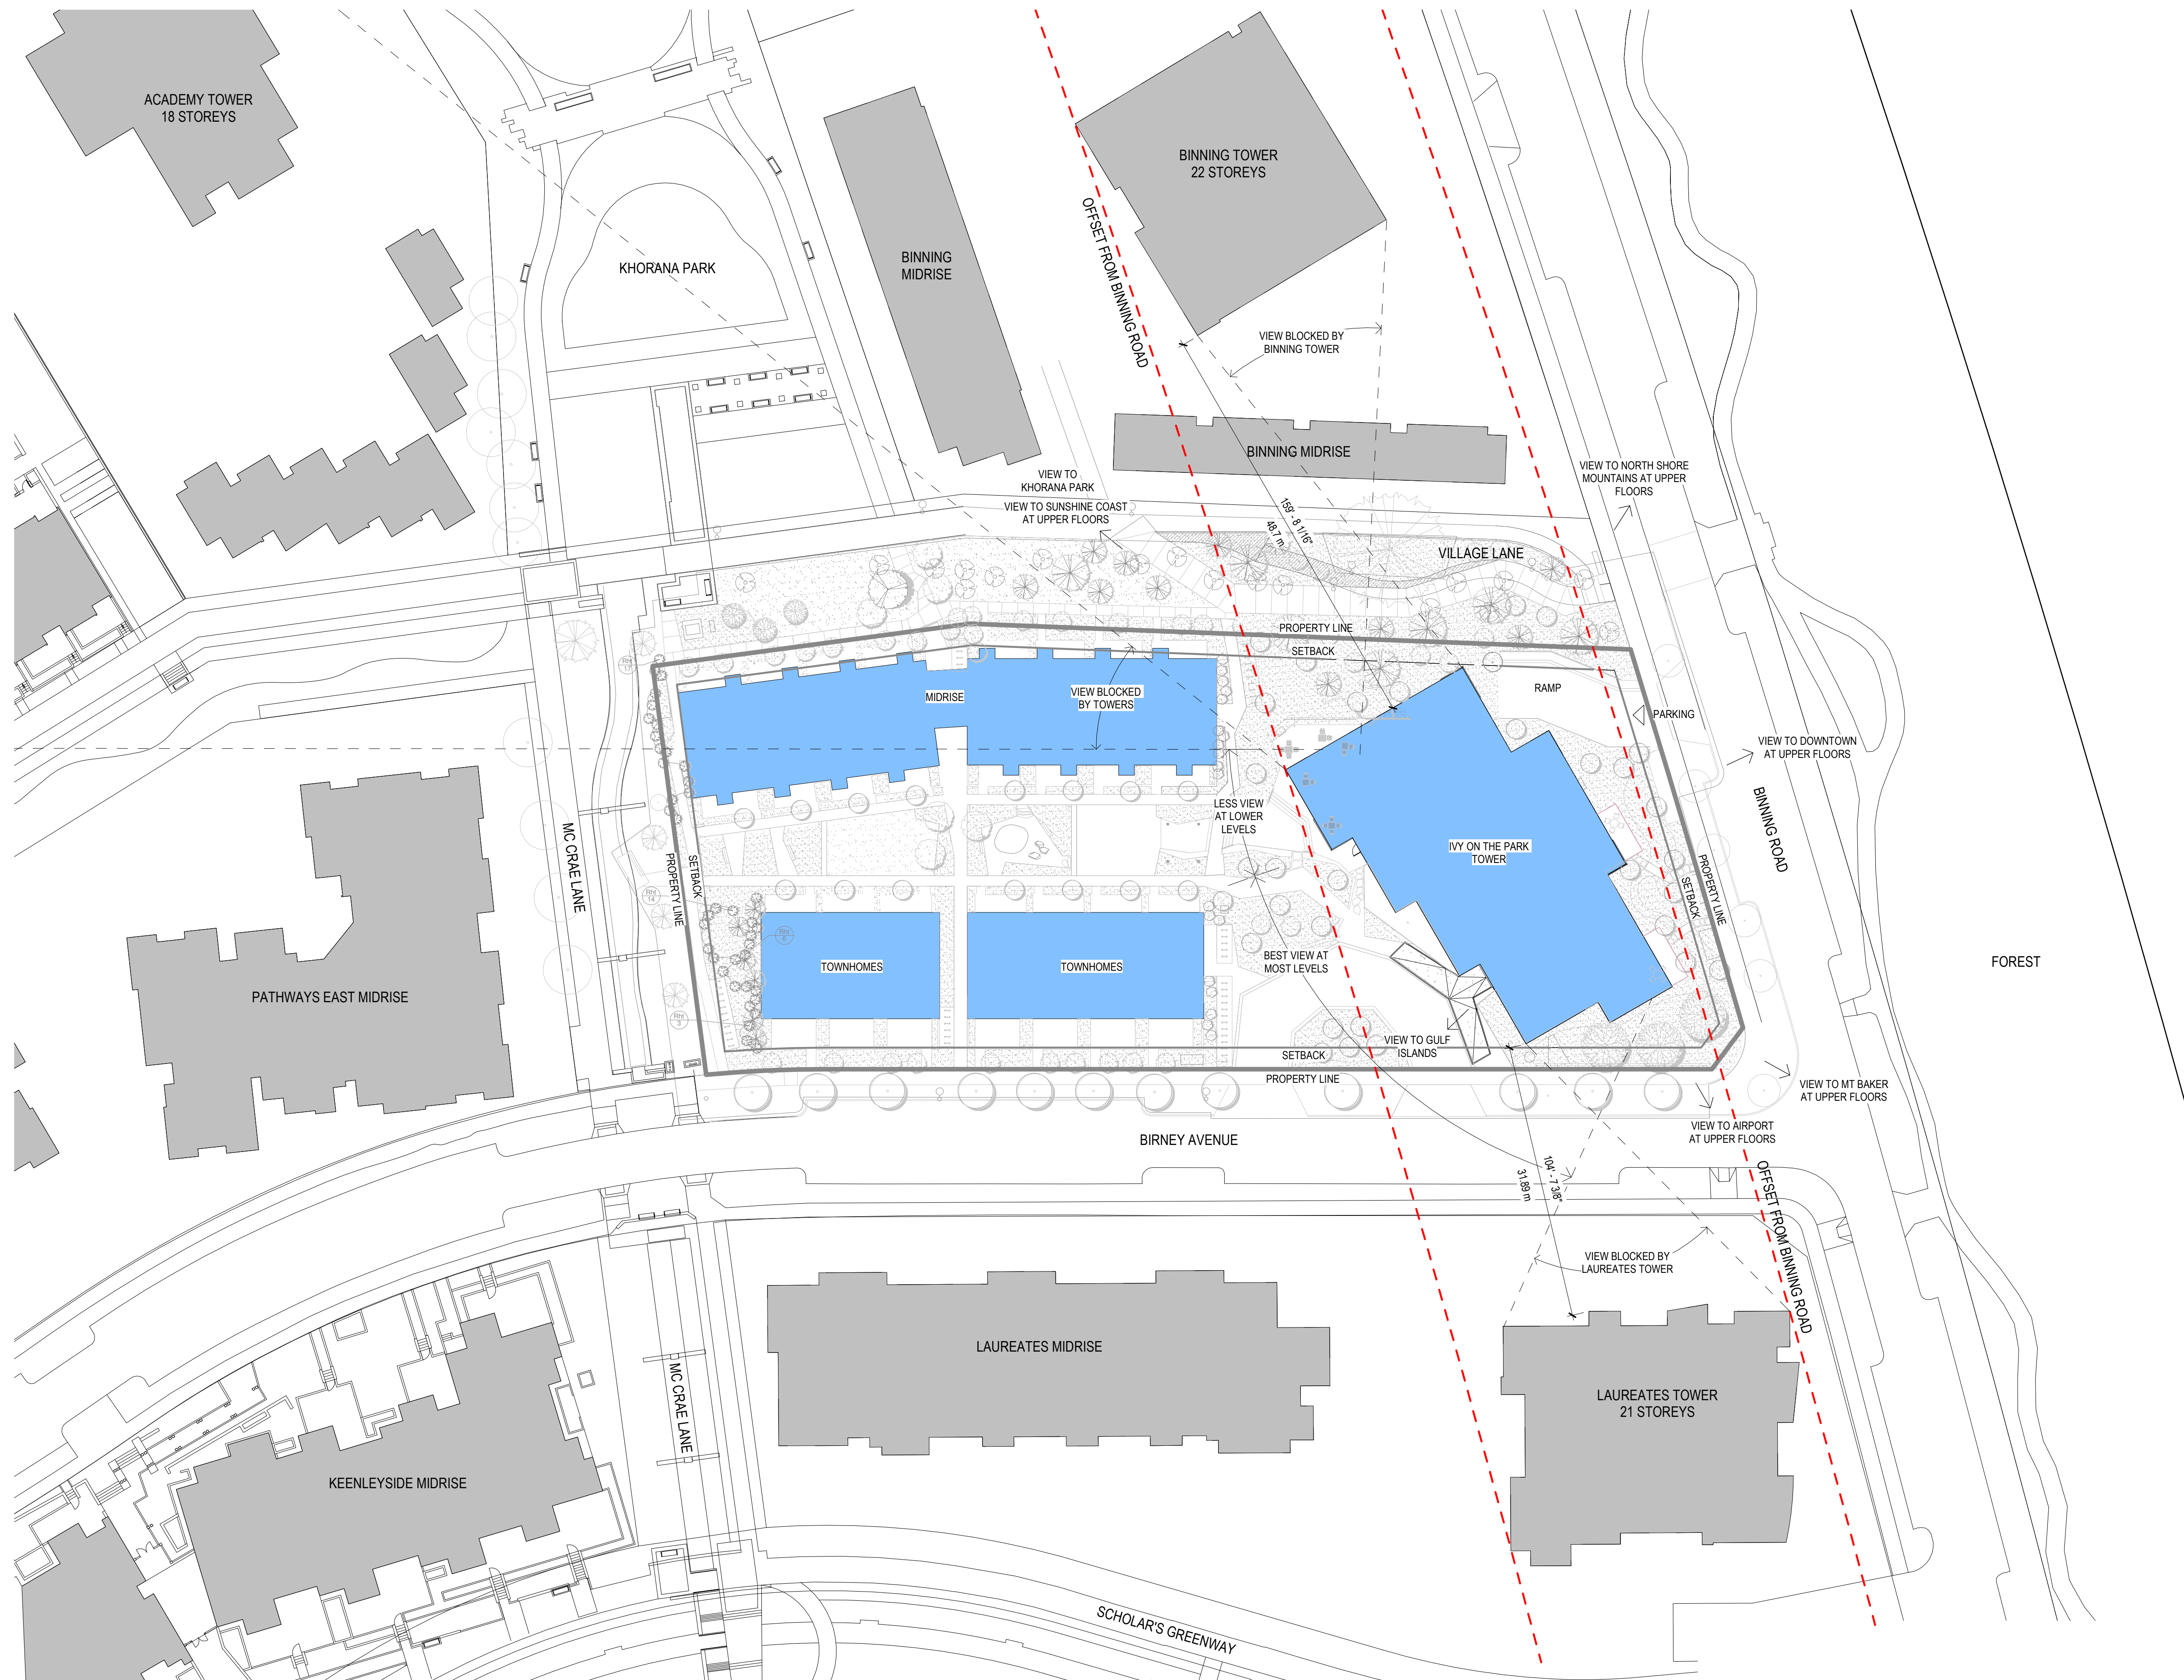 ACADEMY TOWER
18 STOREYS
KHORANA PARK
BINNING
MIDRISE
BINNING TOWER
22 STOREYS
OFFSET FROM BINNING ROAD
VIEW BLOCKED BY
BINNING TOWER
BINNING MIDRISE
VIEW TO
KHORANA PARK
VIEW TO SUNSHINE COAST
AT UPPER FLOORS
159' - 8 1/16"
48.7 m
VIEW TO NORTH SHORE
MOUNTAINS AT UPPER
FLOORS
VILLAGE LANE
PROPERTY LINE
SETBACK
RAMP
PARKING
MIDRISE
VIEW BLOCKED
BY TOWERS
VIEW TO DOWNTOWN
AT UPPER FLOORS
BINNING ROAD
LESS VIEW
AT LOWER
LEVELS
IVY ON THE PARK
TOWER
MC CRAE LANE
PROPERTY LINE
SETBACK
Rht
14
Rht
6
Rht
3
PROPERTY LINE
SETBACK
TOWNHOMES
TOWNHOMES
BEST VIEW AT
MOST LEVELS
FOREST
PATHWAYS EAST MIDRISE
VIEW TO GULF
ISLANDS
SETBACK
PROPERTY LINE
VIEW TO MT BAKER
AT UPPER FLOORS
VIEW TO AIRPORT
AT UPPER FLOORS
BIRNEY AVENUE
104' - 7 3/8"
31.89 m
OFFSET FROM BINNING ROAD
VIEW BLOCKED BY
LAUREATES TOWER
LAUREATES MIDRISE
MC CRAE LANE
LAUREATES TOWER
21 STOREYS
KEENLEYSIDE MIDRISE
SCHOLAR'S GREENWAY